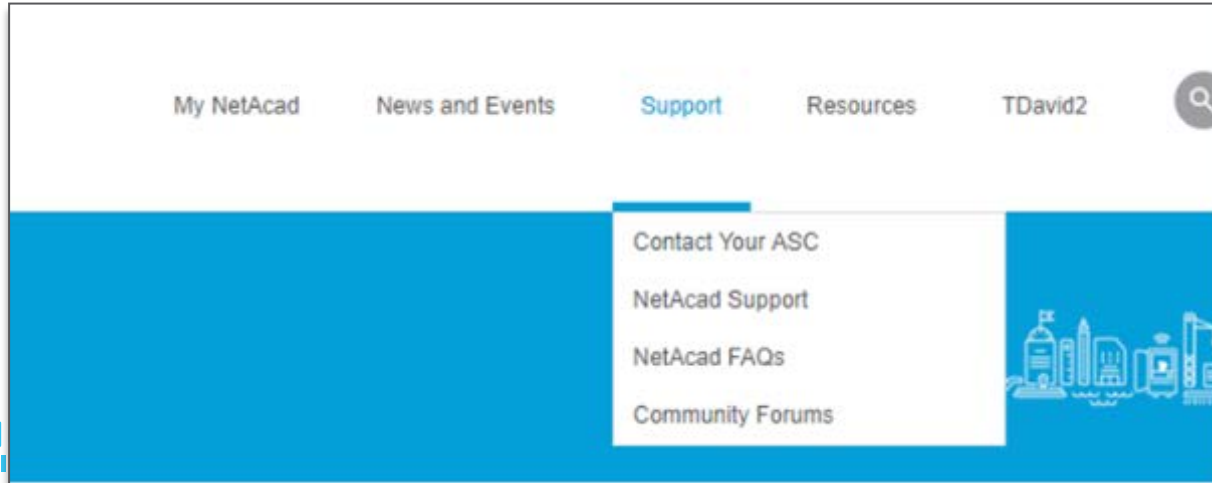 My NetAcad News and Events Support Resources TDavid2
Contact Your ASC
NetAcad Support
NetAcad FAQs
Community Forums